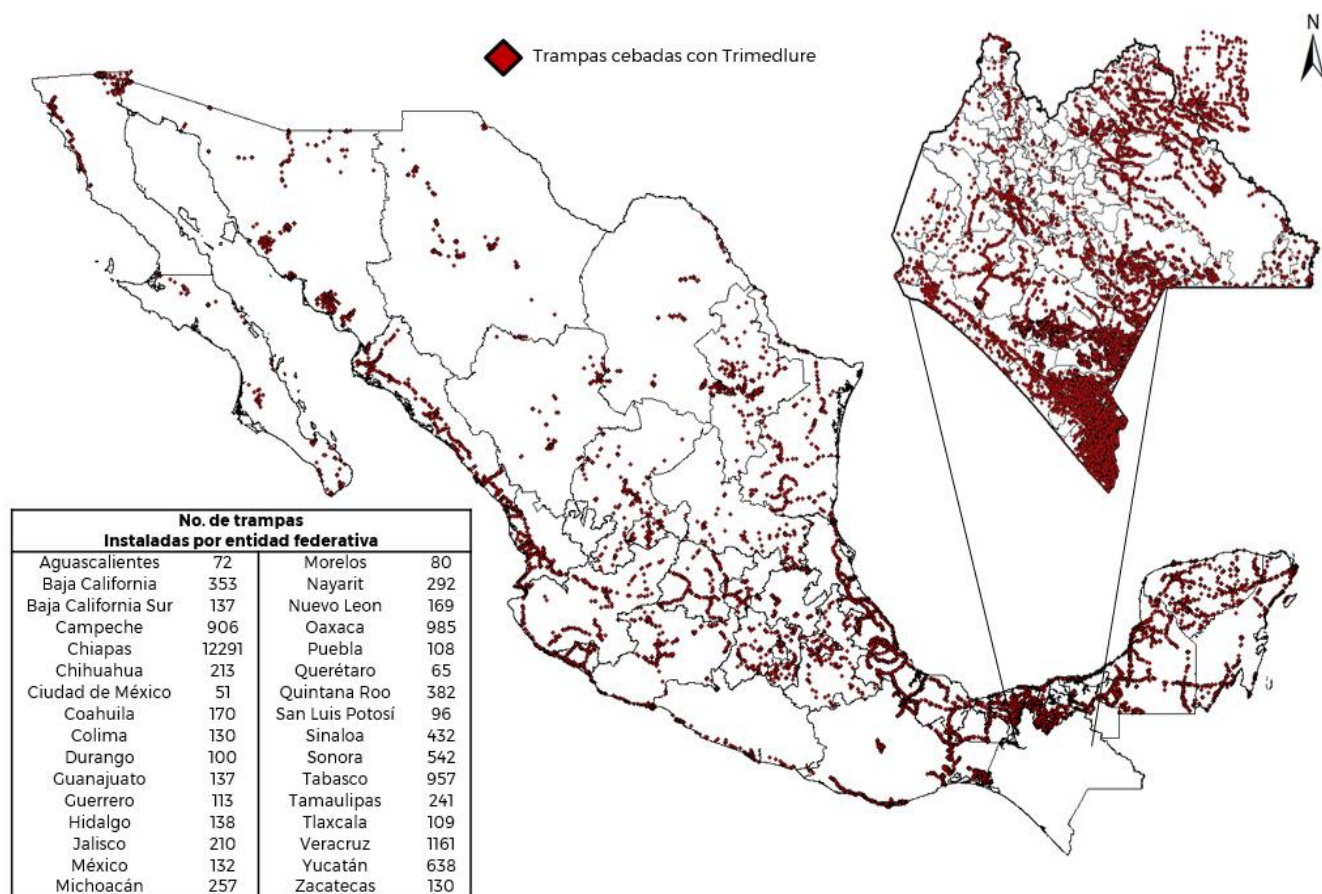 Trampas cebadas con Trimedlure
N
No. de trampas
Instaladas por entidad federativa
Aguascalientes 72 Morelos 80
Baja California 353 Nayarit 292
Baja California Sur 137 Nuevo Leon 169
Campeche 906 Oaxaca 985
Chiapas 12291 Puebla 108
Chihuahua 213 Querétaro 65
Ciudad de México 51 Quintana Roo 382
Coahuila 170 San Luis Potosí 96
Colima 130 Sinaloa 432
Durango 100 Sonora 542
Guanajuato 137 Tabasco 957
Guerrero 113 Tamaulipas 241
Hidalgo 138 Tlaxcala 109
Jalisco 210 Veracruz 1161
México 132 Yucatán 638
Michoacán 257 Zacatecas 130